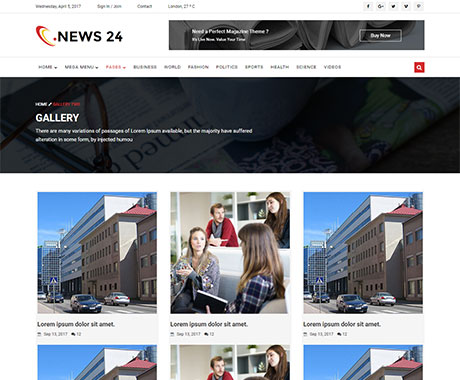 Wednesday, April 5, 2017 Sign In / Join Contact London, 27 ° C
NEWS 24
Need a Perfect Magazine Theme ?
It's Live Now. Value Your Time
Buy Now
HOME MEGA MENU PAGES BUSINESS WORLD FASHION POLITICS SPORTS HEALTH SCIENCE VIDEOS
HOME GALLERY TWO
GALLERY
There are many variations of passages of Lorem Ipsum available, but the majority have suffered
alteration in some form, by injected humou
Lorem ipsum dolor sit amet. Lorem ipsum dolor sit amet. Lorem ipsum dolor sit amet.
Sep 13, 2017 12 Sep 13, 2017 12 Sep 13, 2017 12